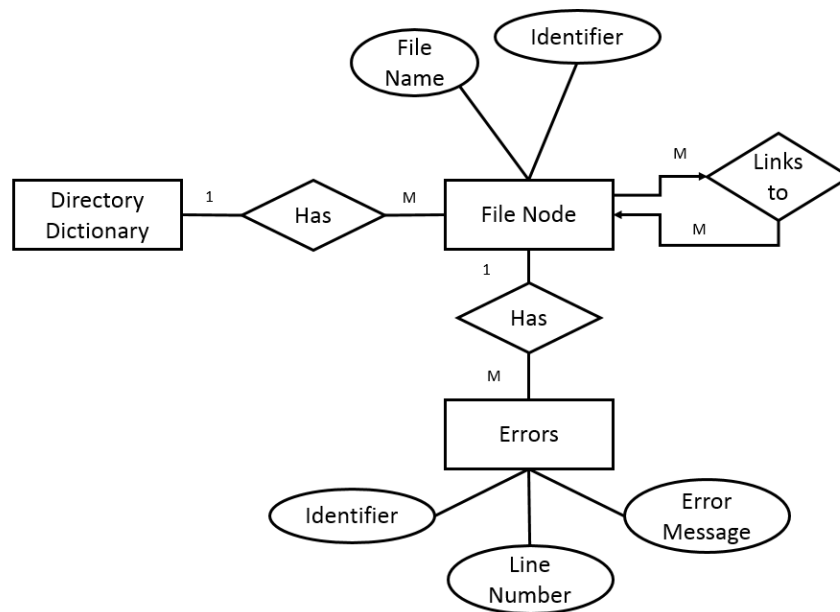 File
Name
Identifier
M
Links
to
Directory
Dictionary
1
Has
M
File Node
M
1
Has
M
Errors
Identifier
Error
Message
Line
Number